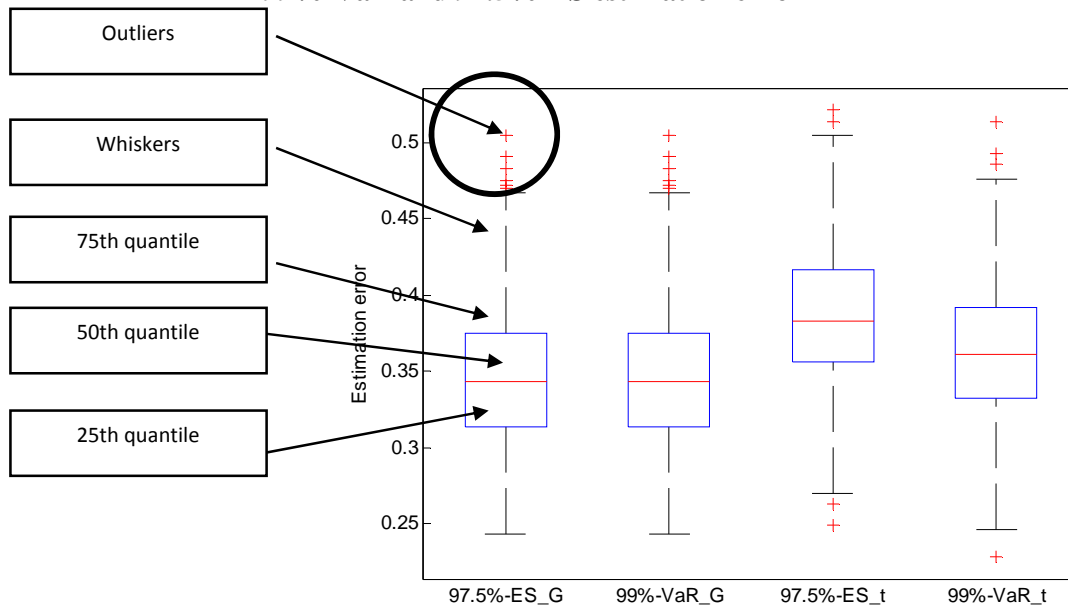 Outliers
Whiskers
75th quantile
50th quantile
25th quantile
Estimation error
0.5
0.45
0.4
0.35
0.3
0.25
97.5%-ES_G
99%-VaR_G
97.5%-ES_t
99%-VaR_t